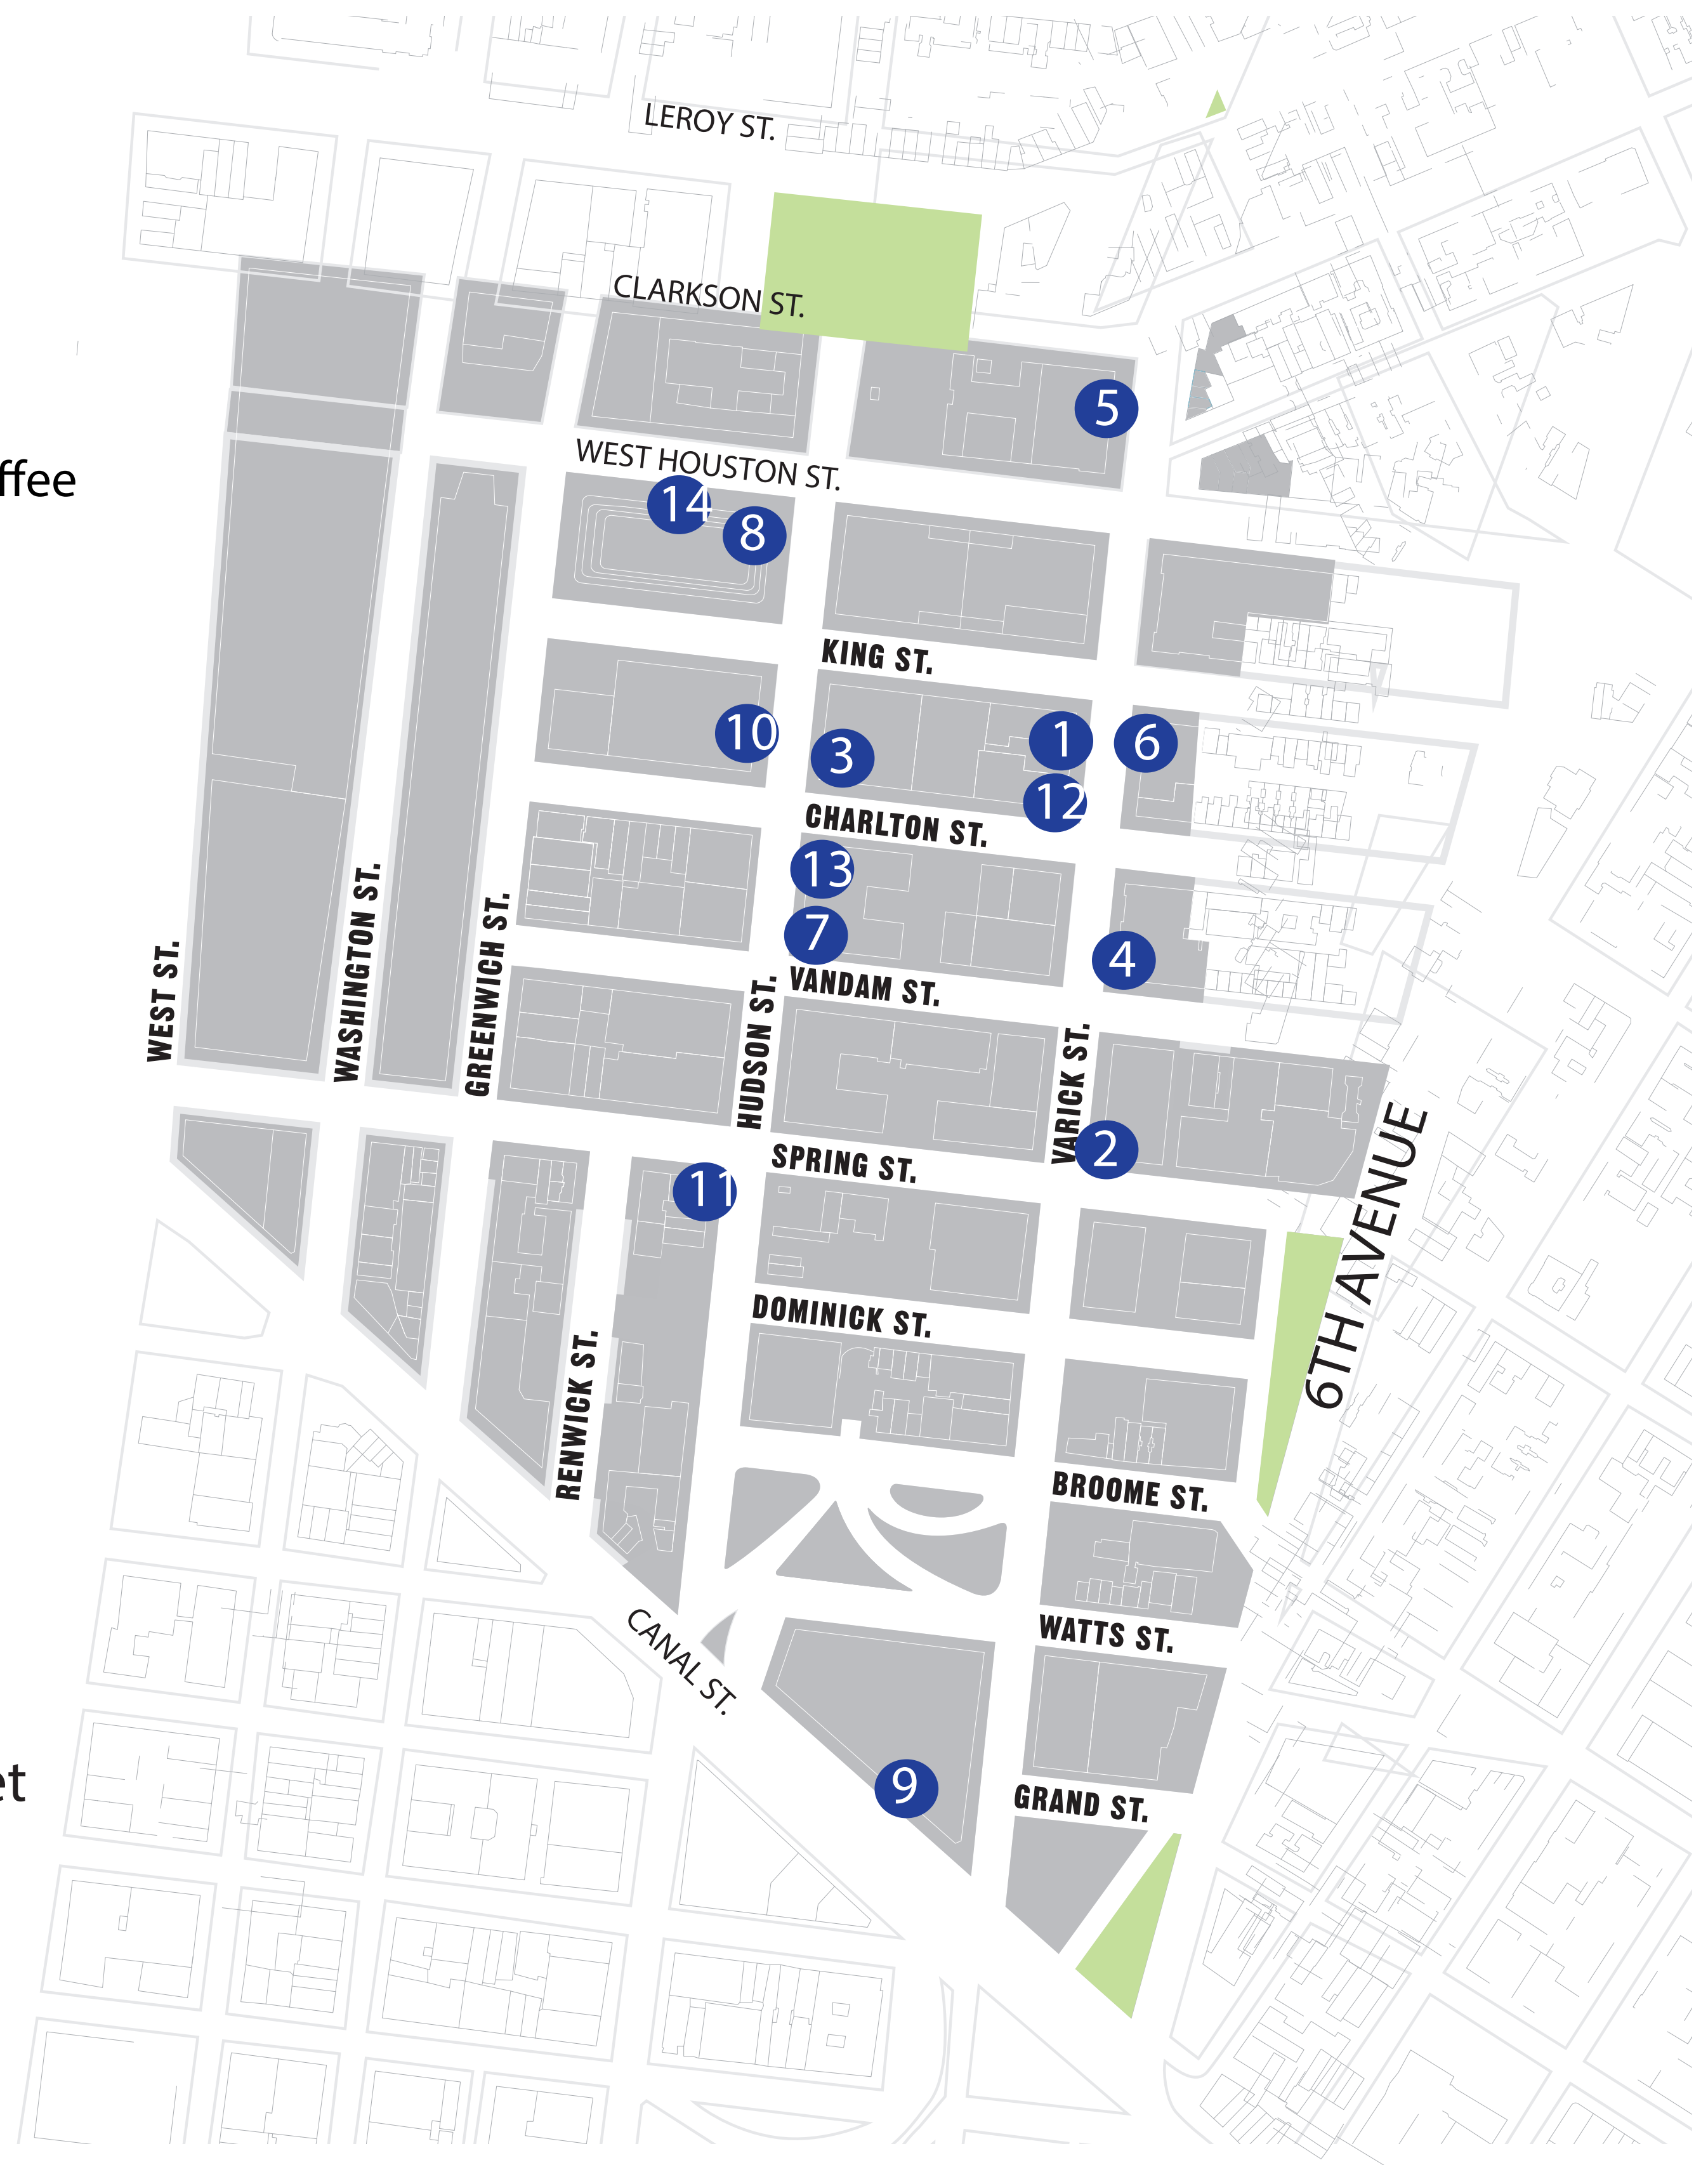 LEROY ST.
CLARKSON ST.
5
WEST HOUSTON ST.
ffee
14
8
KING ST.
10
3
1
6
12
CHARLTON ST.
13
7
4
WEST ST.
WASHINGTON ST.
GREENWICH ST.
HUDSON ST.
VANDAM ST.
VARICK ST.
2
6TH AVENUE
11
SPRING ST.
DOMINICK ST.
RENWICK ST.
BROOME ST.
CANAL ST.
WATTS ST.
et
9
GRAND ST.